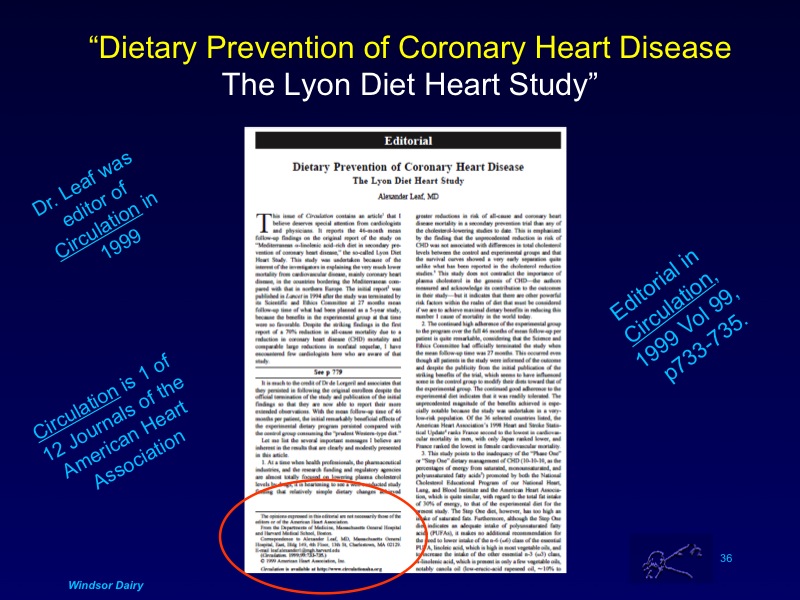 “Dietary Prevention of Coronary Heart Disease
The Lyon Diet Heart Study”
Dr. Leaf was
editor of
Circulation in
1999
Circulation is 1 of
12 Journals of the
American Heart
Association
Editorial
Dietary Prevention of Coronary Heart Disease
The Lyon Diet Heart Study
Alexander Leaf, MD
This issue of Circulation contains an article¹ that I
believe deserves special attention from cardiologists
and physicians. It reports the 46-month mean
follow-up findings on the original report of the study on
“Mediterranean α-linolenic acid-rich diet in secondary pre-
vention of coronary heart disease,” the so-called Lyon Diet
Heart Study. This study was undertaken because of the
interest of the investigators in explaining the very much lower
mortality from cardiovascular disease, mainly coronary heart
disease, in the countries bordering the Mediterranean com-
pared with that in northern Europe. The initial report² was
published in Lancet in 1994 after the study was terminated by
its Scientific and Ethics Committee at 27 months mean
follow-up time of what had been planned as a 5-year study,
because the benefits in the experimental group at that time
were so favorable. Despite the striking findings in the first
report of a 70% reduction in all-cause mortality due to a
reduction in coronary heart disease (CHD) mortality and
comparable large reductions in nonfatal sequelae, I have
encountered few cardiologists here who are aware of that
study.
See p 779
It is much to the credit of Dr de Lorgeril and associates that
they persisted in following the original enrollees despite the
official termination of the study and publication of the initial
findings so that they are now able to report their more
extended observations. With the mean follow-up time of 46
months per patient, the initial remarkably beneficial effects of
the experimental dietary program persisted compared with
the control group consuming the “prudent Western-type diet.”
Let me list the several important messages I believe are
inherent in the results that are clearly and modestly presented
in this article.
1. At a time when health professionals, the pharmaceutical
industries, and the research funding and regulatory agencies
are almost totally focused on lowering plasma cholesterol
levels by drugs, it is heartening to see a well-conducted study
finding that relatively simple dietary changes achieved
The opinions expressed in this editorial are not necessarily those of the
editors or of the American Heart Association.
From the Departments of Medicine, Massachusetts General Hospital
and Harvard Medical School, Boston.
Correspondence to Alexander Leaf, MD, Massachusetts General
Hospital, East, Bldg 149, 4th Floor, 13th St, Charlestown, MA 02129.
(Circulation. 1999;99:733-735.)
© 1999 American Heart Association, Inc.
Circulation is available at http://www.circulationaha.org
greater reductions in risk of all-cause and coronary heart
disease mortality in a secondary prevention trial than any of
the cholesterol-lowering studies to date. This is emphasized
by the finding that the unprecedented reduction in risk of
CHD was not associated with differences in total cholesterol
levels between the control and experimental groups and that
the survival curves showed a very early separation quite
unlike what has been reported in the cholesterol reduction
studies.³ This study does not contradict the importance of
plasma cholesterol in the genesis of CHD—the authors
measured and acknowledge its contribution to the outcomes
in their study—but it indicates that there are other powerful
risk factors within the realm of diet that must be considered
if we are to achieve maximal dietary benefits in reducing this
number 1 cause of mortality in the world today.
2. The continued high adherence of the experimental group
to the program over the full 46 months of mean follow-up per
patient is quite remarkable, considering that the Science and
Ethics Committee had officially terminated the study when
the mean follow-up time was 27 months. This occurred even
though all patients in the study were informed of the outcome
and despite the publicity from the initial publication of the
striking benefits of the trial, which seems to have influenced
some in the control group to modify their diets toward that of
the experimental group. The continued good adherence to the
experimental diet indicates that it was readily tolerated. The
unprecedented magnitude of the benefits achieved is espe-
cially notable because the study was undertaken in a very-
low-risk population. Of the 36 selected countries listed, the
American Heart Association’s 1998 Heart and Stroke Statis-
tical Update⁴ ranks France second to the lowest in cardiovas-
cular mortality in men, with only Japan ranked lower, and
France ranked the lowest in female cardiovascular mortality.
3. This study points to the inadequacy of the “Phase One”
or “Step One” dietary management of CHD (10-10-10, as the
percentages of energy from saturated, monounsaturated, and
polyunsaturated fatty acids⁵) promoted by both the National
Cholesterol Educational Program of our National Heart,
Lung, and Blood Institute and the American Heart Associa-
tion, which is quite similar, with regard to the total fat intake
of 30% of energy, to that of the experimental diet for the
present study. The Step One diet, however, has too high an
intake of saturated fats. Furthermore, although the Step One
diet indicates an adequate intake of polyunsaturated fatty
acids (PUFAs), it makes no additional recommendation for
the need to lower intake of the n-6 (ω6) class of the essential
PUFA, linoleic acid, which is high in most vegetable oils, and
to increase the intake of the other essential n-3 (ω3) class,
α-linolenic acid, which is present in only a few vegetable oils,
notably canola oil (low-erucic-acid rapeseed oil, ~10% to
Editorial in
Circulation,
1999 Vol 99,
p733-735.
36
Windsor Dairy